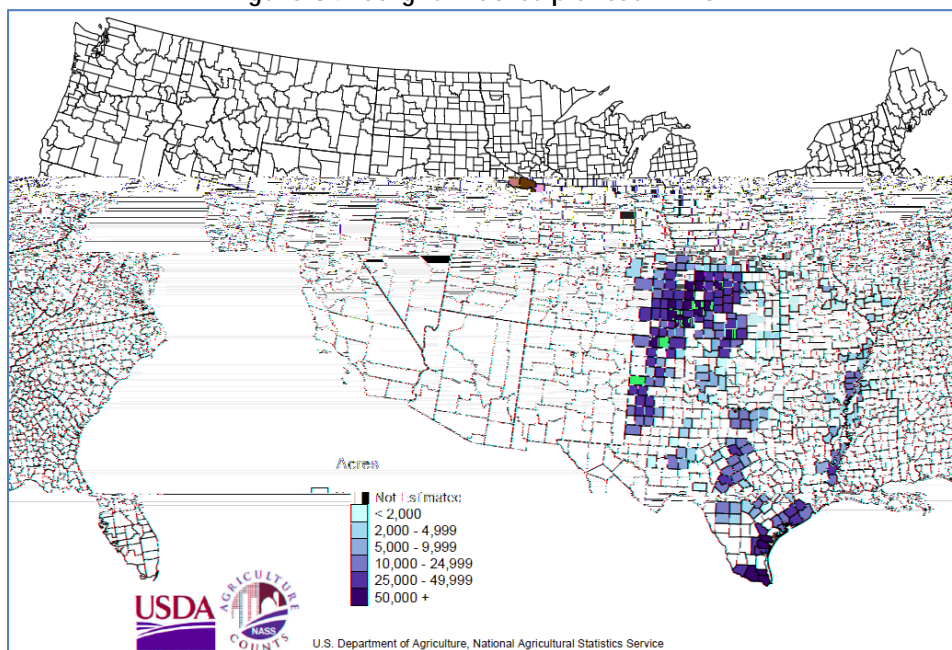 Acres
Not Estimated
< 2,000
2,000 - 4,999
5,000 - 9,999
10,000 - 24,999
25,000 - 49,999
50,000 +
USDA
AGRICULTURE
NASS
COUNTS
U.S. Department of Agriculture, National Agricultural Statistics Service